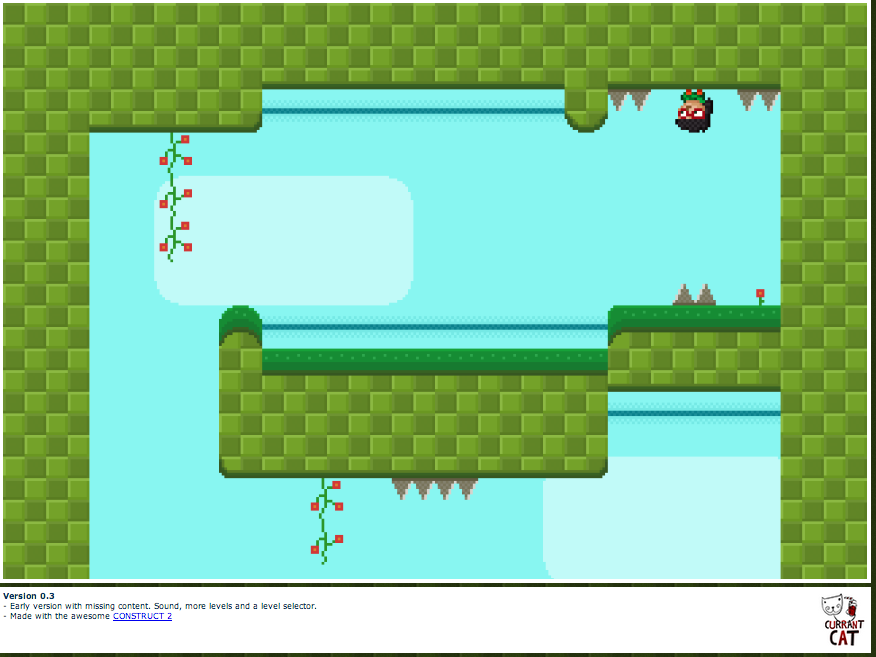 Version 0.3
- Early version with missing content. Sound, more levels and a level selector.
- Made with the awesome CONSTRUCT 2
CURRANT
CAT